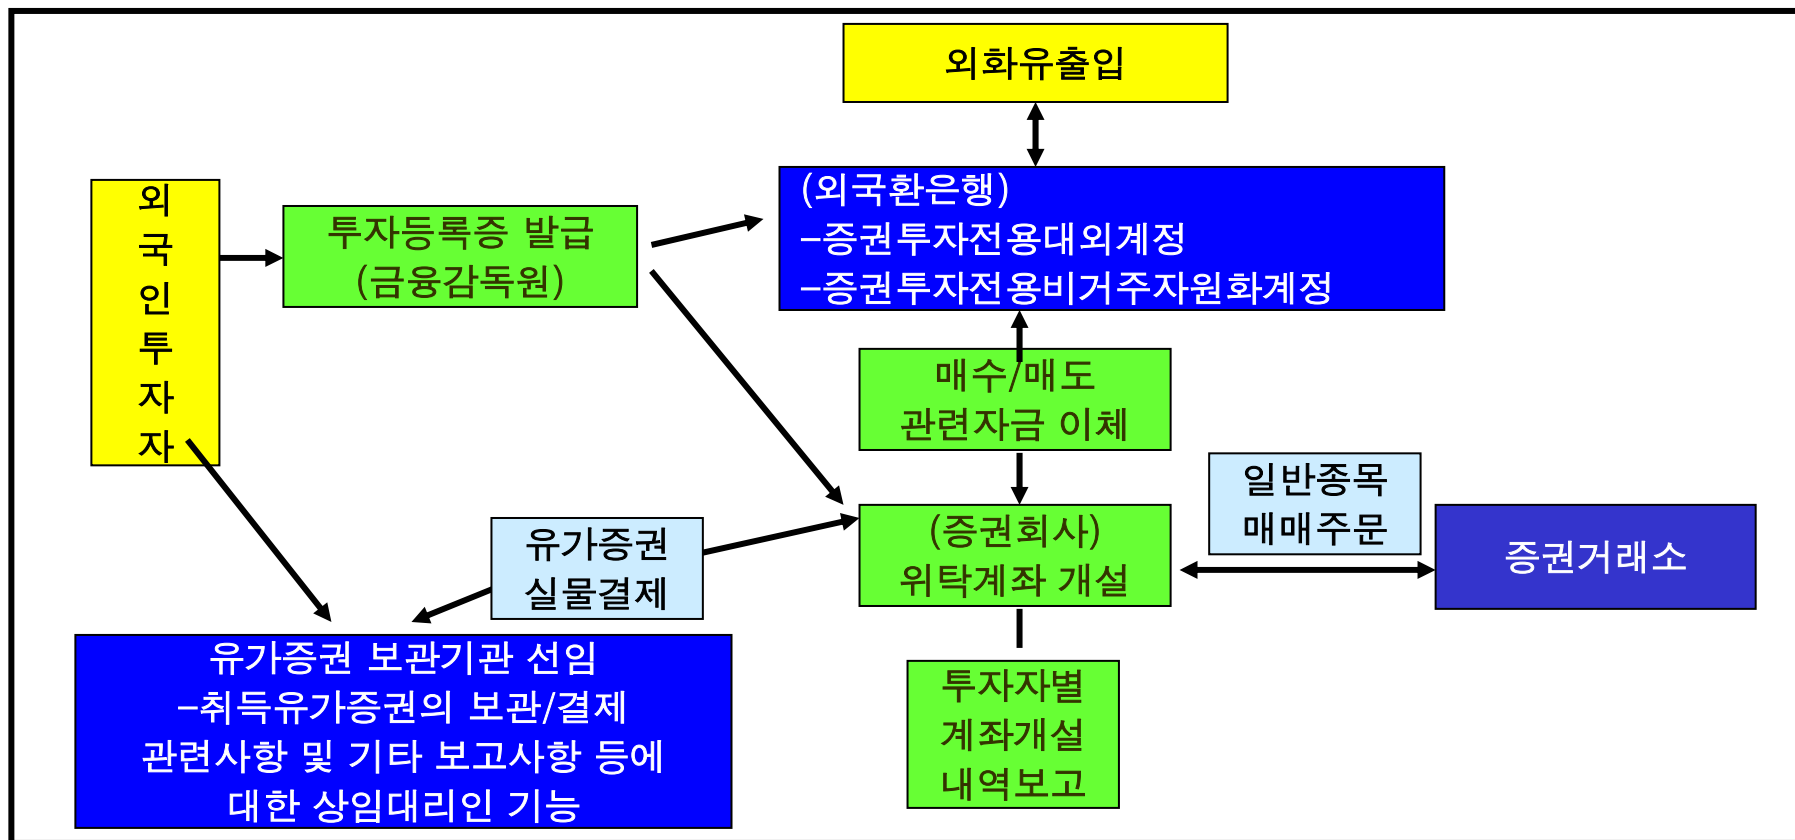 외화유출입
외
국
인
투
자
자
투자등록증 발급
(금융감독원)
(외국환은행)
-증권투자전용대외계정
-증권투자전용비거주자원화계정
매수/매도
관련자금 이체
일반종목
매매주문
유가증권
실물결제
(증권회사)
위탁계좌 개설
증권거래소
유가증권 보관기관 선임
-취득유가증권의 보관/결제
관련사항 및 기타 보고사항 등에
대한 상임대리인 기능
투자자별
계좌개설
내역보고